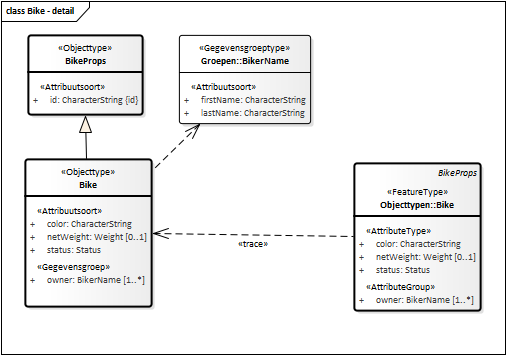 class Bike - detail
«Objecttype»
BikeProps
«Attribuutsoort»
+ id: CharacterString {id}
«Gegevensgroeptype»
Groepen::BikerName
«Attribuutsoort»
+ firstName: CharacterString
+ lastName: CharacterString
«Objecttype»
Bike
«Attribuutsoort»
+ color: CharacterString
+ netWeight: Weight [0..1]
+ status: Status
«Gegevensgroep»
+ owner: BikerName [1..*]
«trace»
BikeProps
«FeatureType»
Objecttypen::Bike
«AttributeType»
+ color: CharacterString
+ netWeight: Weight [0..1]
+ status: Status
«AttributeGroup»
+ owner: BikerName [1..*]